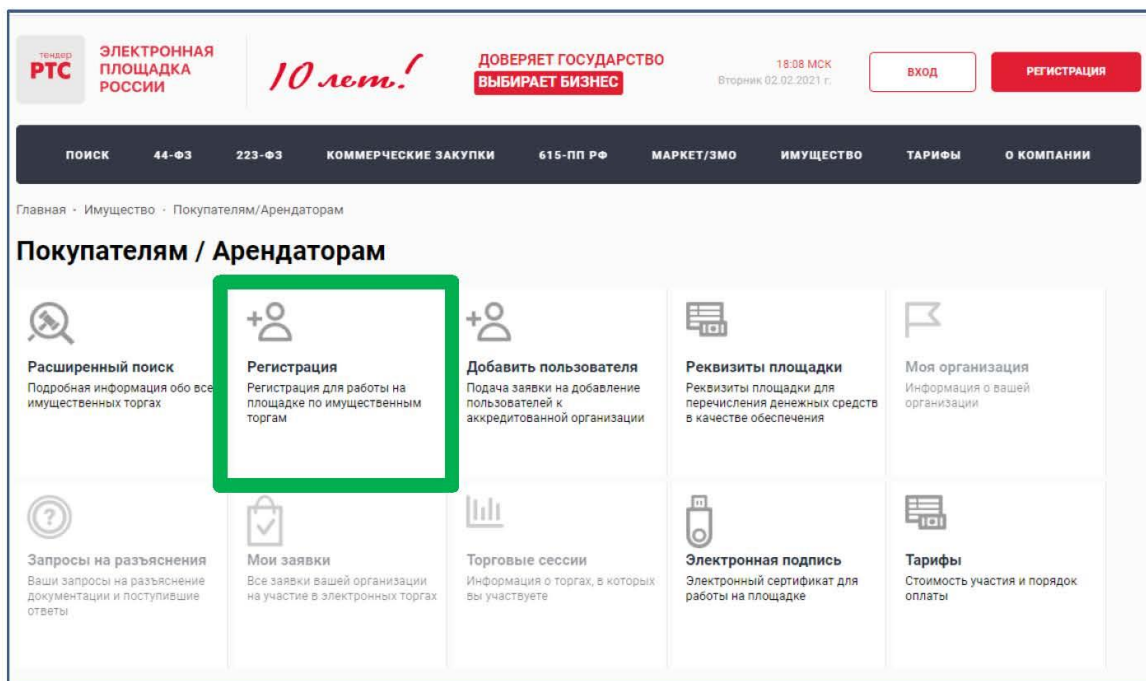 тендер
РТС
ЭЛЕКТРОННАЯ
ПЛОЩАДКА
РОССИИ
10 лет!
ДОВЕРЯЕТ ГОСУДАРСТВО
ВЫБИРАЕТ БИЗНЕС
18:08 МСК
Вторник 02.02.2021 г.
ВХОД
РЕГИСТРАЦИЯ
ПОИСК 44-ФЗ 223-ФЗ КОММЕРЧЕСКИЕ ЗАКУПКИ 615-ПП РФ МАРКЕТ/ЗМО ИМУЩЕСТВО ТАРИФЫ О КОМПАНИИ
Главная · Имущество · Покупателям/Арендаторам
Покупателям / Арендаторам
Расширенный поиск
Подробная информация обо все
имущественных торгах
Регистрация
Регистрация для работы на
площадке по имущественным
торгам
Добавить пользователя
Подача заявки на добавление
пользователей к
аккредитованной организации
Реквизиты площадки
Реквизиты площадки для
перечисления денежных средств
в качестве обеспечения
Моя организация
Информация о вашей
организации
Запросы на разъяснения
Ваши запросы на разъяснение
документации и поступившие
ответы
Мои заявки
Все заявки вашей организации
на участие в электронных торгах
Торговые сессии
Информация о торгах, в которых
вы участвуете
Электронная подпись
Электронный сертификат для
работы на площадке
Тарифы
Стоимость участия и порядок
оплаты